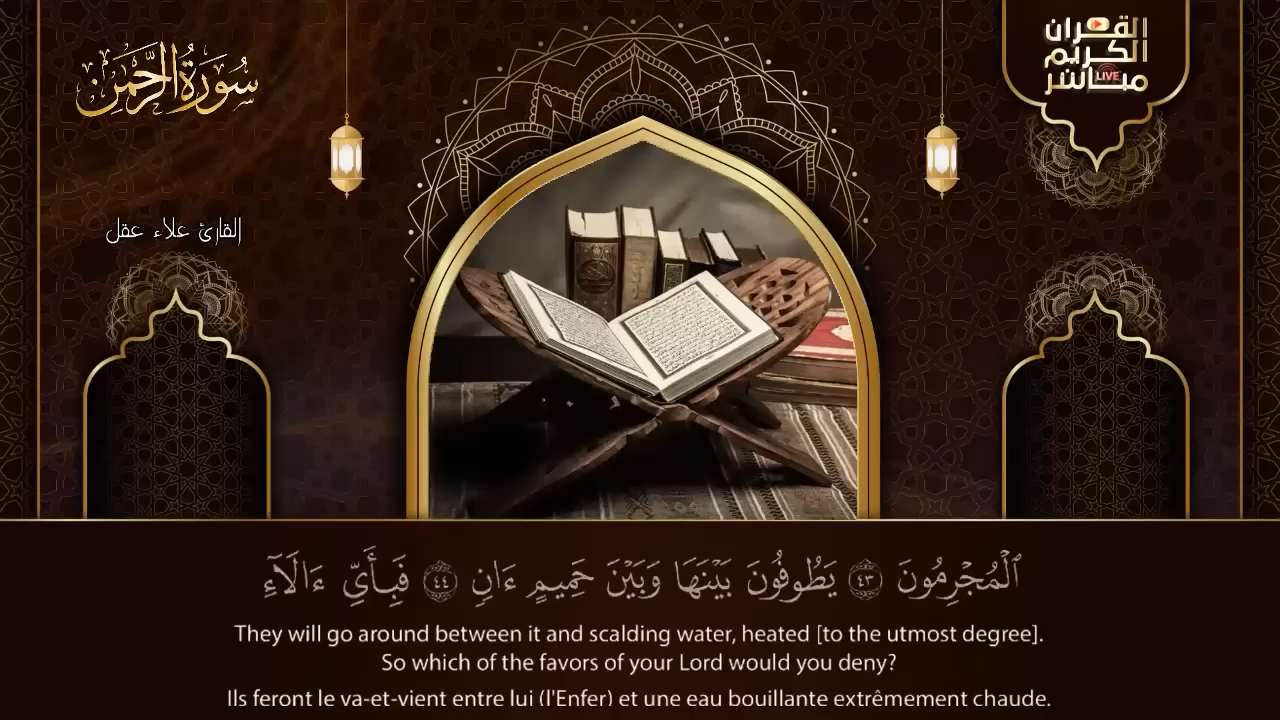 سُورَةُ الرَّحْمَن
القرآن
الكريم
مباشر
LIVE
القارئ علاء عقل
ٱلْمُجْرِمُونَ ٤٣ يَطُوفُونَ بَيْنَهَا وَبَيْنَ حَمِيمٍ ءَانٍ ٤٤ فَبِأَيِّ ءَالَآءِ
They will go around between it and scalding water, heated [to the utmost degree].
So which of the favors of your Lord would you deny?
Ils feront le va-et-vient entre lui (l'Enfer) et une eau bouillante extrêmement chaude.